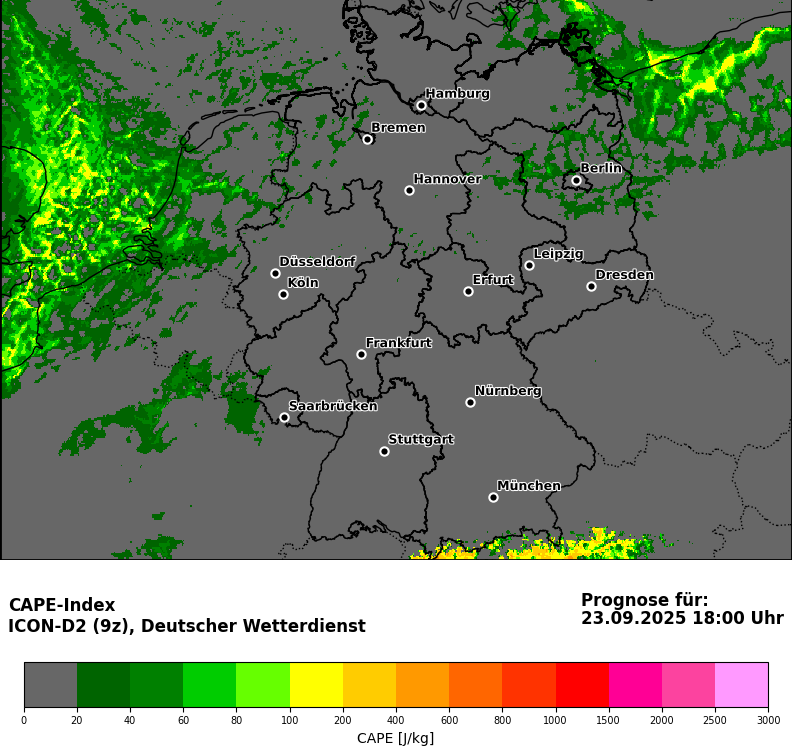 Hamburg
Bremen
Berlin
Hannover
Leipzig
Düsseldorf
Dresden
Köln
Erfurt
Frankfurt
Nürnberg
Saarbrücken
Stuttgart
München
CAPE-Index
ICON-D2 (9z), Deutscher Wetterdienst
Prognose für:
23.09.2025 18:00 Uhr
0 20 40 60 80 100 200 400 600 800 1000 1500 2000 2500 3000
CAPE [J/kg]